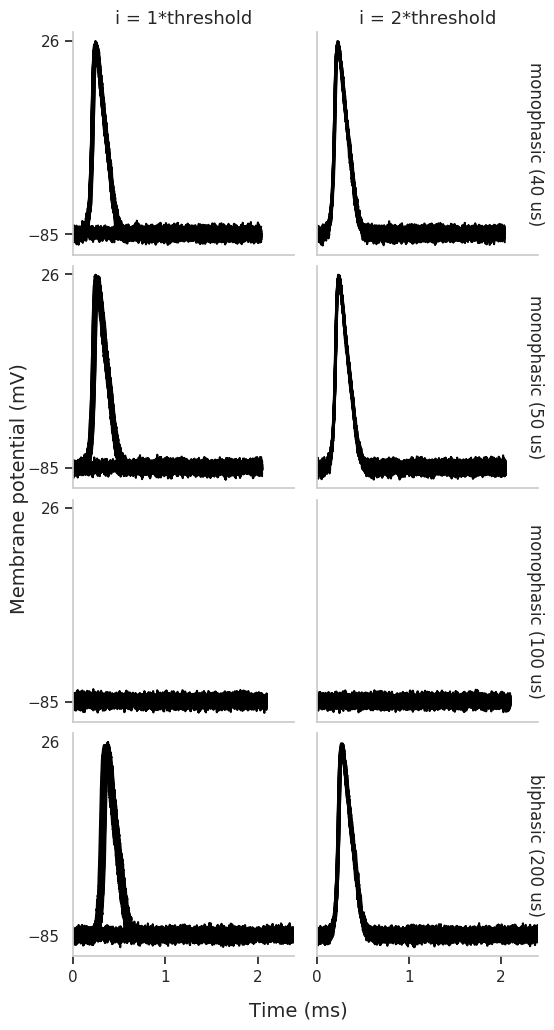 i = 1*threshold
i = 2*threshold
26
−85
monophasic (40 us)
26
−85
monophasic (50 us)
Membrane potential (mV)
26
−85
monophasic (100 us)
26
−85
biphasic (200 us)
0
1
2
0
1
2
Time (ms)